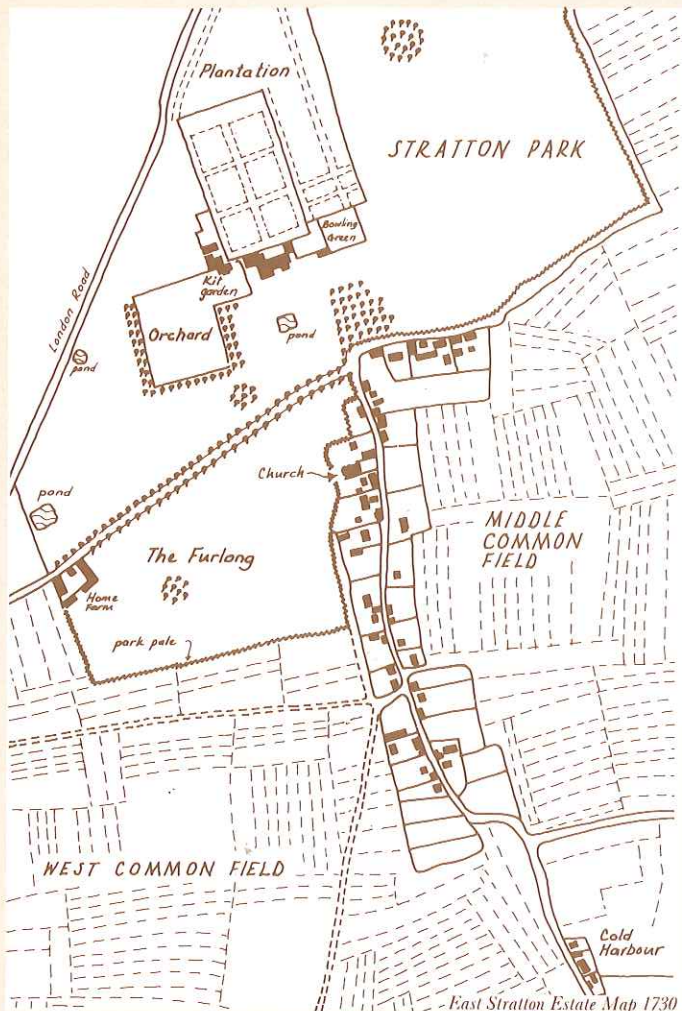 Plantation
STRATTON PARK
Bowling
Green
Kit.
garden
London Road
Orchard
pond
pond
Church
pond
MIDDLE
COMMON
FIELD
The Furlong
Home
Farm
park pale
WEST COMMON FIELD
Cold
Harbour
East Stratton Estate Map 1730